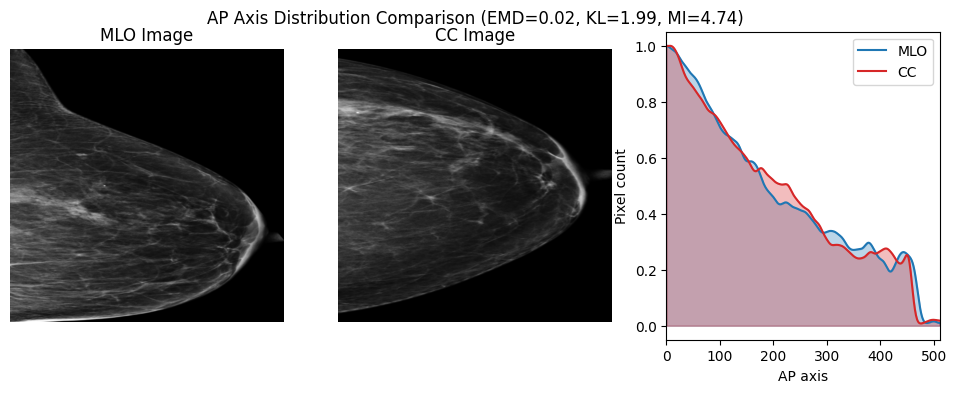 AP Axis Distribution Comparison (EMD=0.02, KL=1.99, MI=4.74)
MLO Image
CC Image
MLO
CC
1.0
0.8
0.6
0.4
0.2
0.0
Pixel count
0 100 200 300 400 500
AP axis